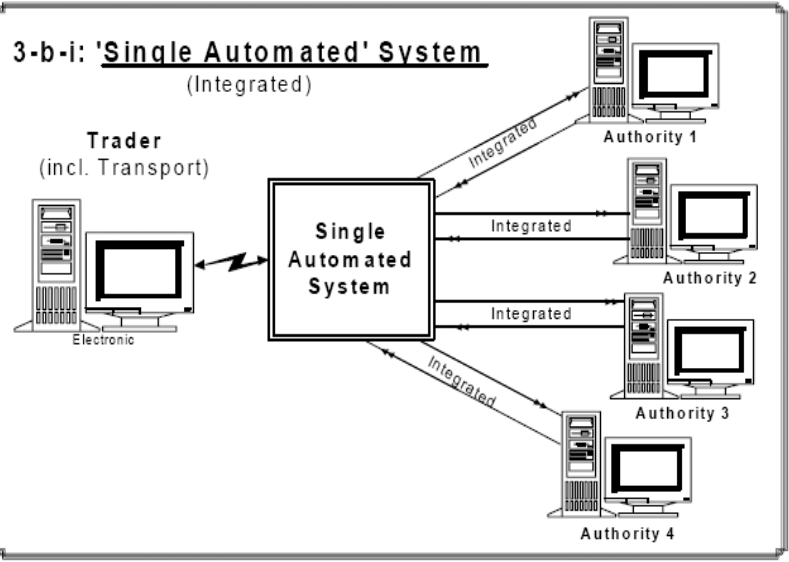 3-b-i: 'Single Automated' System
(Integrated)
Trader
(incl. Transport)
Electronic
Single
Automated
System
Integrated
Authority 1
Integrated
Authority 2
Integrated
Authority 3
Integrated
Authority 4